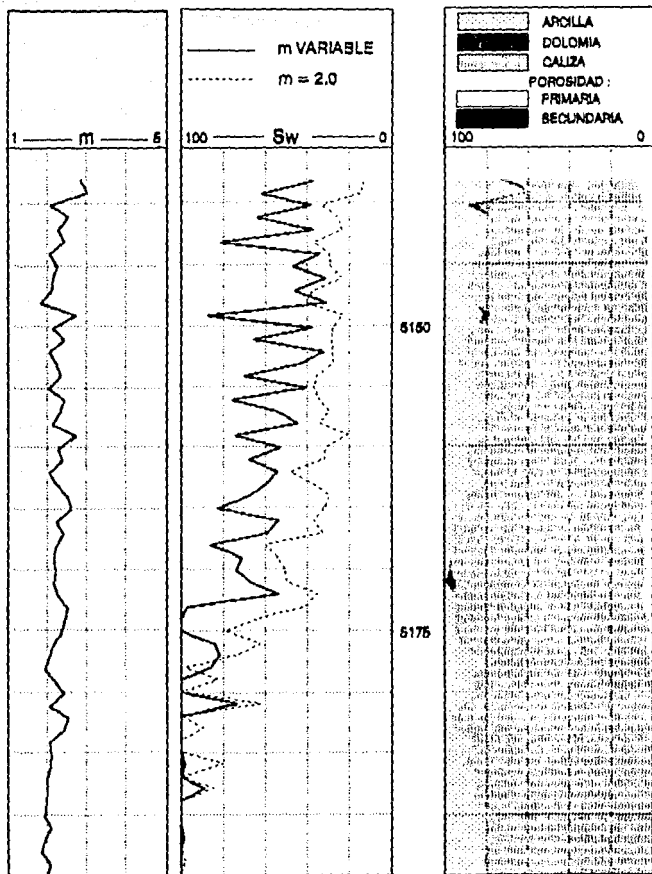 m VARIABLE
m = 2.0
1 m 5
100 Sw 0
ARCILLA
DOLOMIA
CALIZA
POROSIDAD :
PRIMARIA
SECUNDARIA
100 0
5150
5175